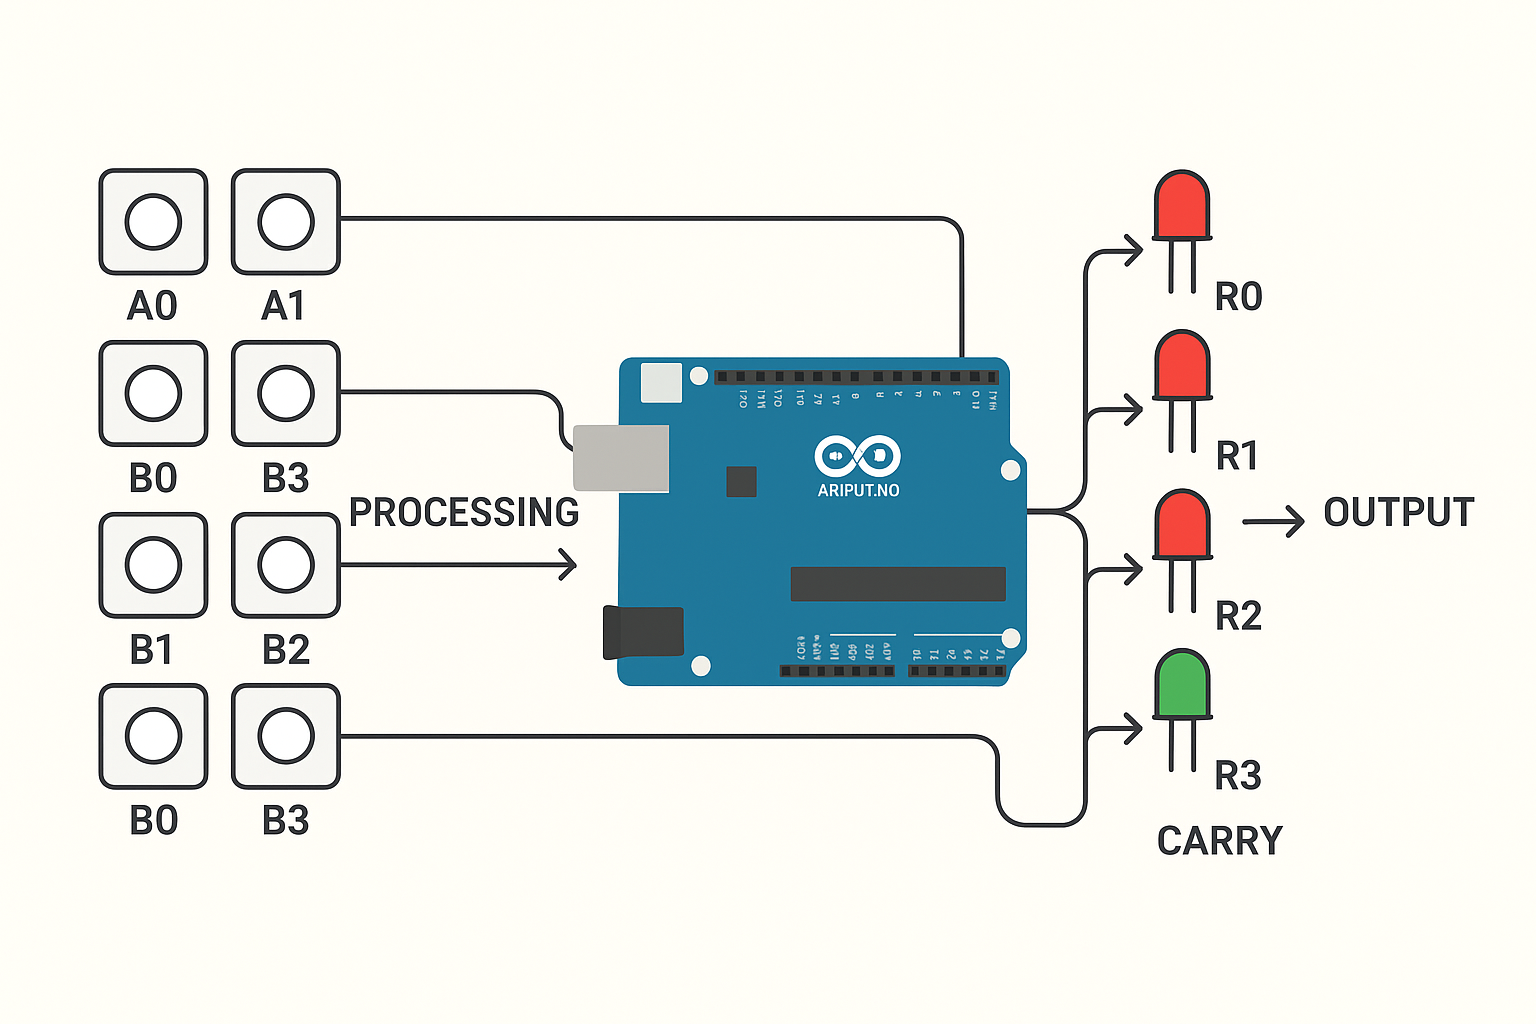 A0 A1
R0
B0 B3
R1
PROCESSING
ARIPUT.NO
OUTPUT
B1 B2
R2
B0 B3
R3
CARRY